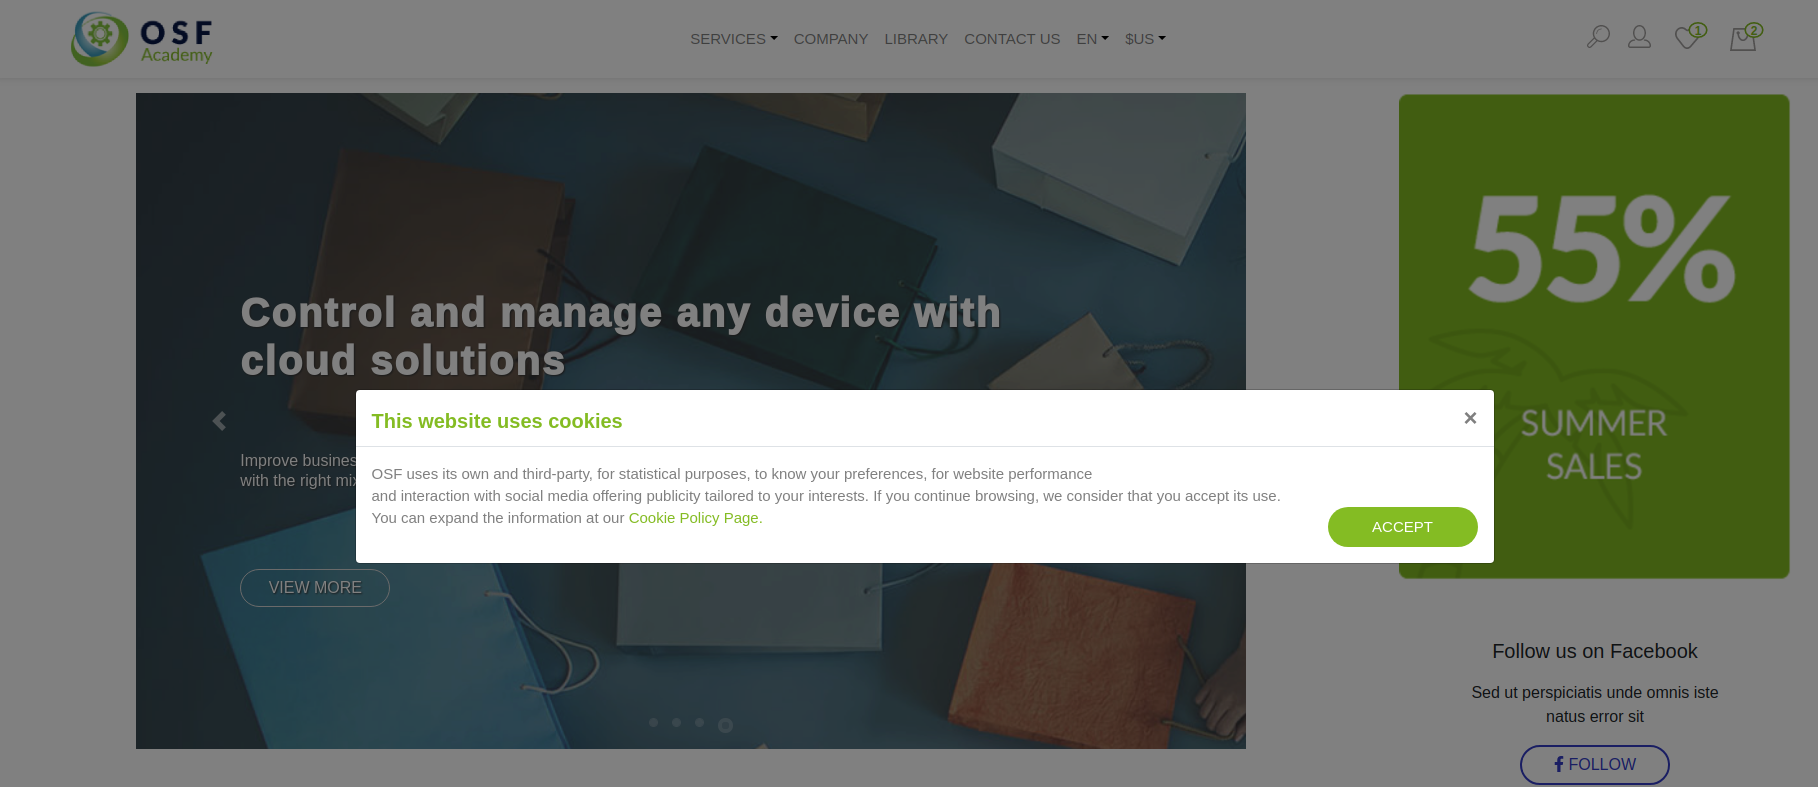 OSF
Academy
SERVICES COMPANY LIBRARY CONTACT US EN $US
1
2
Control and manage any device with
cloud solutions
Improve busines
with the right mix
VIEW MORE
This website uses cookies
×
OSF uses its own and third-party, for statistical purposes, to know your preferences, for website performance
and interaction with social media offering publicity tailored to your interests. If you continue browsing, we consider that you accept its use.
You can expand the information at our Cookie Policy Page.
ACCEPT
55%
SUMMER
SALES
Follow us on Facebook
Sed ut perspiciatis unde omnis iste
natus error sit
FOLLOW